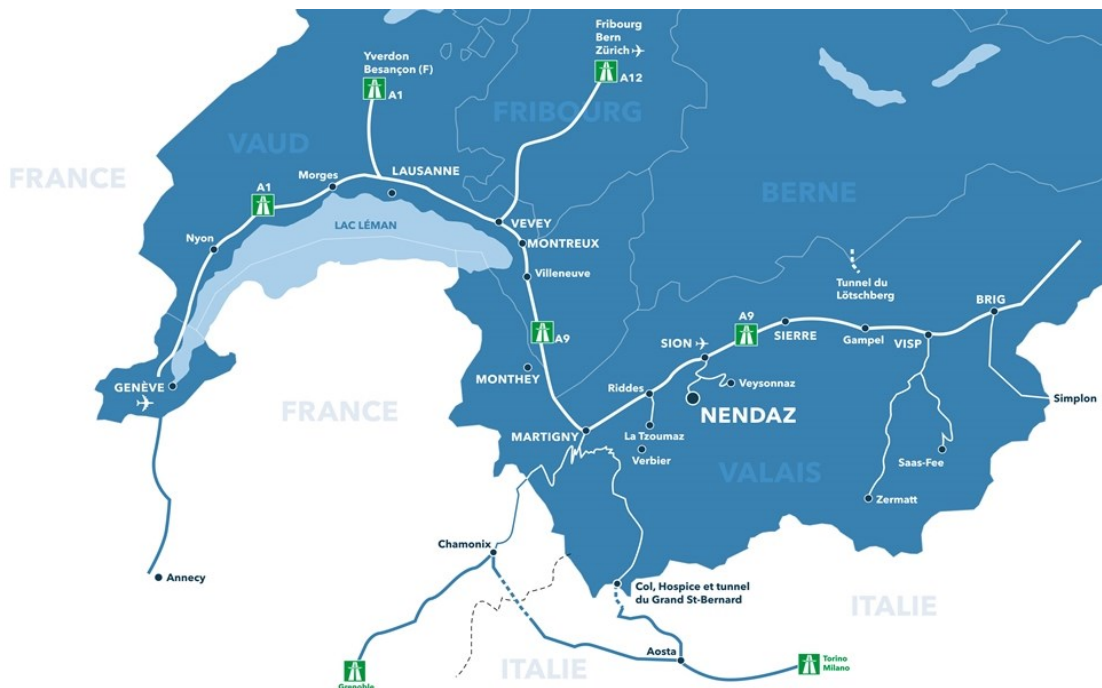 Yverdon
Besançon (F)
A1
Fribourg
Bern
Zürich
A12
FRIBOURG
VAUD
FRANCE
LAUSANNE
Morges
A1
BERNE
LAC LÉMAN
VEVEY
Nyon
MONTREUX
Villeneuve
Tunnel du
Lötschberg
BRIG
A9
A9
SION
SIERRE
Gampel
VISP
MONTHEY
GENÈVE
Riddes
Veysonnaz
Simplon
FRANCE
NENDAZ
MARTIGNY
La Tzoumaz
Verbier
VALAIS
Saas-Fee
Zermatt
Chamonix
Annecy
Col, Hospice et tunnel
du Grand St-Bernard
ITALIE
Aosta
ITALIE
Torino
Milano
Grenoble